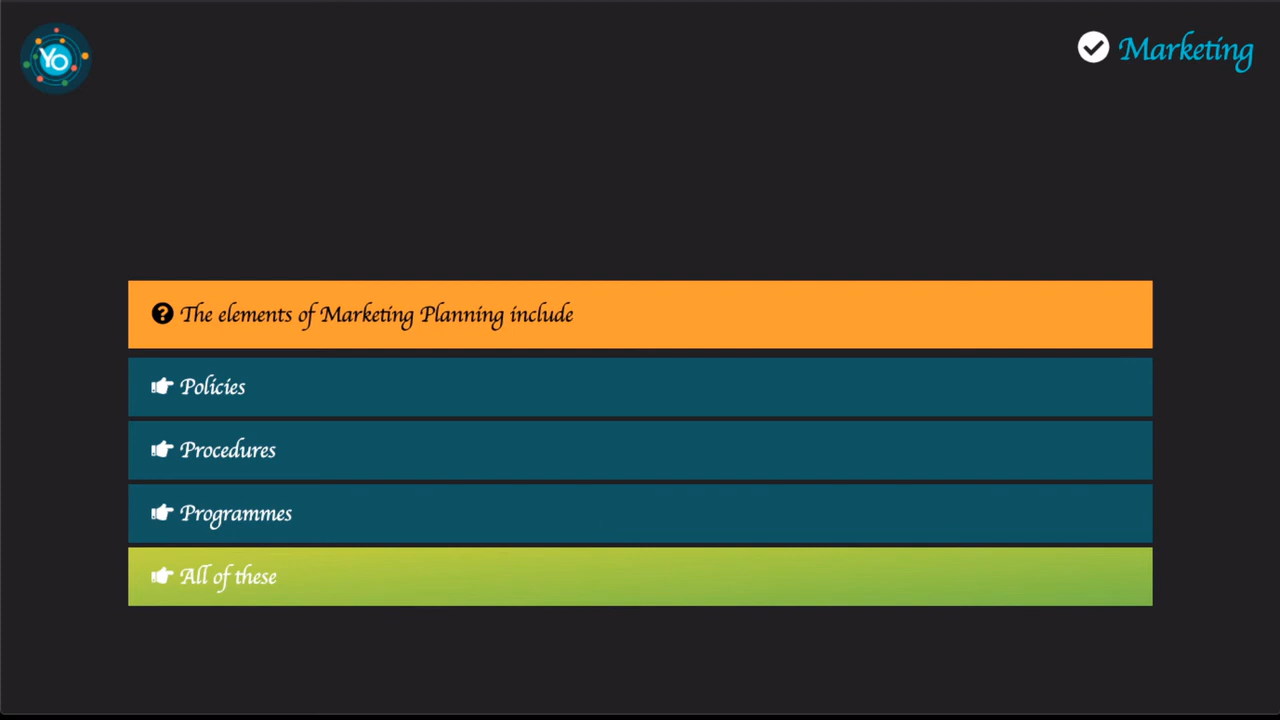 Yo
Marketing
The elements of Marketing Planning include
Policies
Procedures
Programmes
All of these